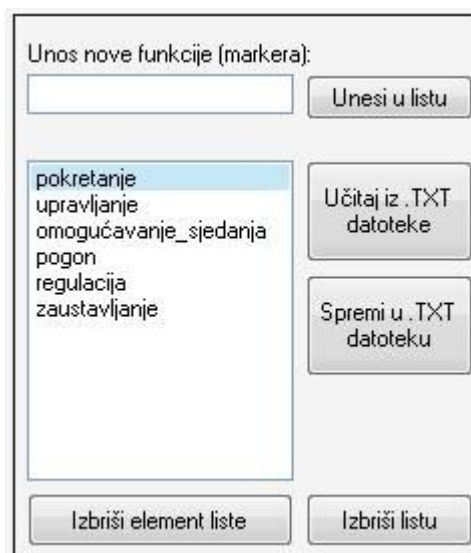 Unos nove funkcije (markera):
Unesi u listu
pokretanje
upravljanje
omogućavanje_sjedanja
pogon
regulacija
zaustavljanje
Učitaj iz .TXT
datoteke
Spremi u .TXT
datoteku
Izbriši element liste
Izbriši listu